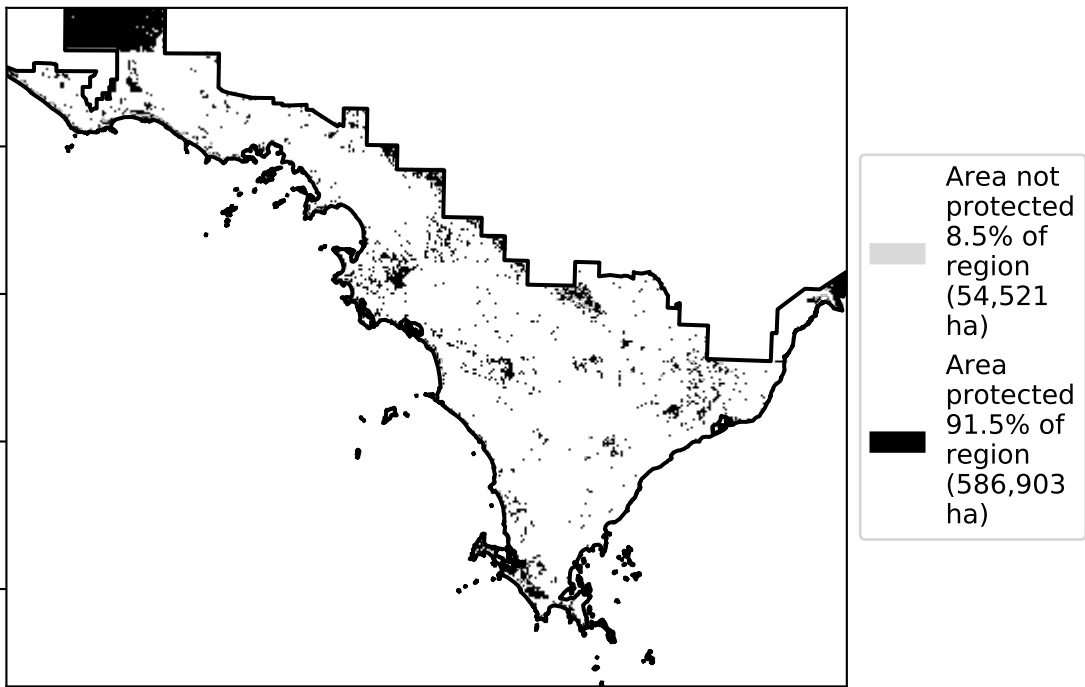 Area not
protected
8.5% of
region
(54,521
ha)
Area
protected
91.5% of
region
(586,903
ha)